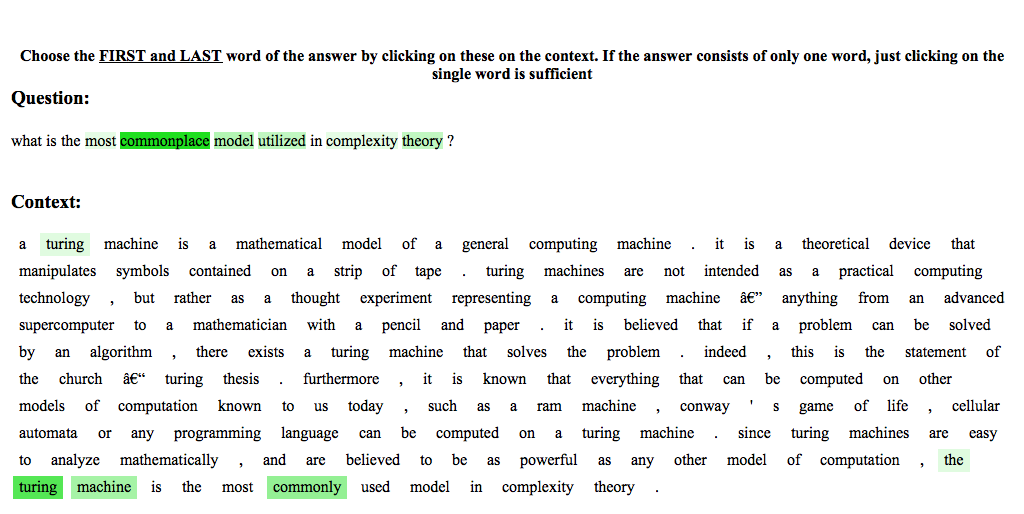 Choose the FIRST and LAST word of the answer by clicking on these on the context. If the answer consists of only one word, just clicking on the
single word is sufficient
Question:
what is the most commonplace model utilized in complexity theory ?
Context:
a turing machine is a mathematical model of a general computing machine . it is a theoretical device that
manipulates symbols contained on a strip of tape . turing machines are not intended as a practical computing
technology , but rather as a thought experiment representing a computing machine â€” anything from an advanced
supercomputer to a mathematician with a pencil and paper . it is believed that if a problem can be solved
by an algorithm , there exists a turing machine that solves the problem . indeed , this is the statement of
the church â€“ turing thesis . furthermore , it is known that everything that can be computed on other
models of computation known to us today , such as a ram machine , conway ' s game of life , cellular
automata or any programming language can be computed on a turing machine . since turing machines are easy
to analyze mathematically , and are believed to be as powerful as any other model of computation , the
turing machine is the most commonly used model in complexity theory .